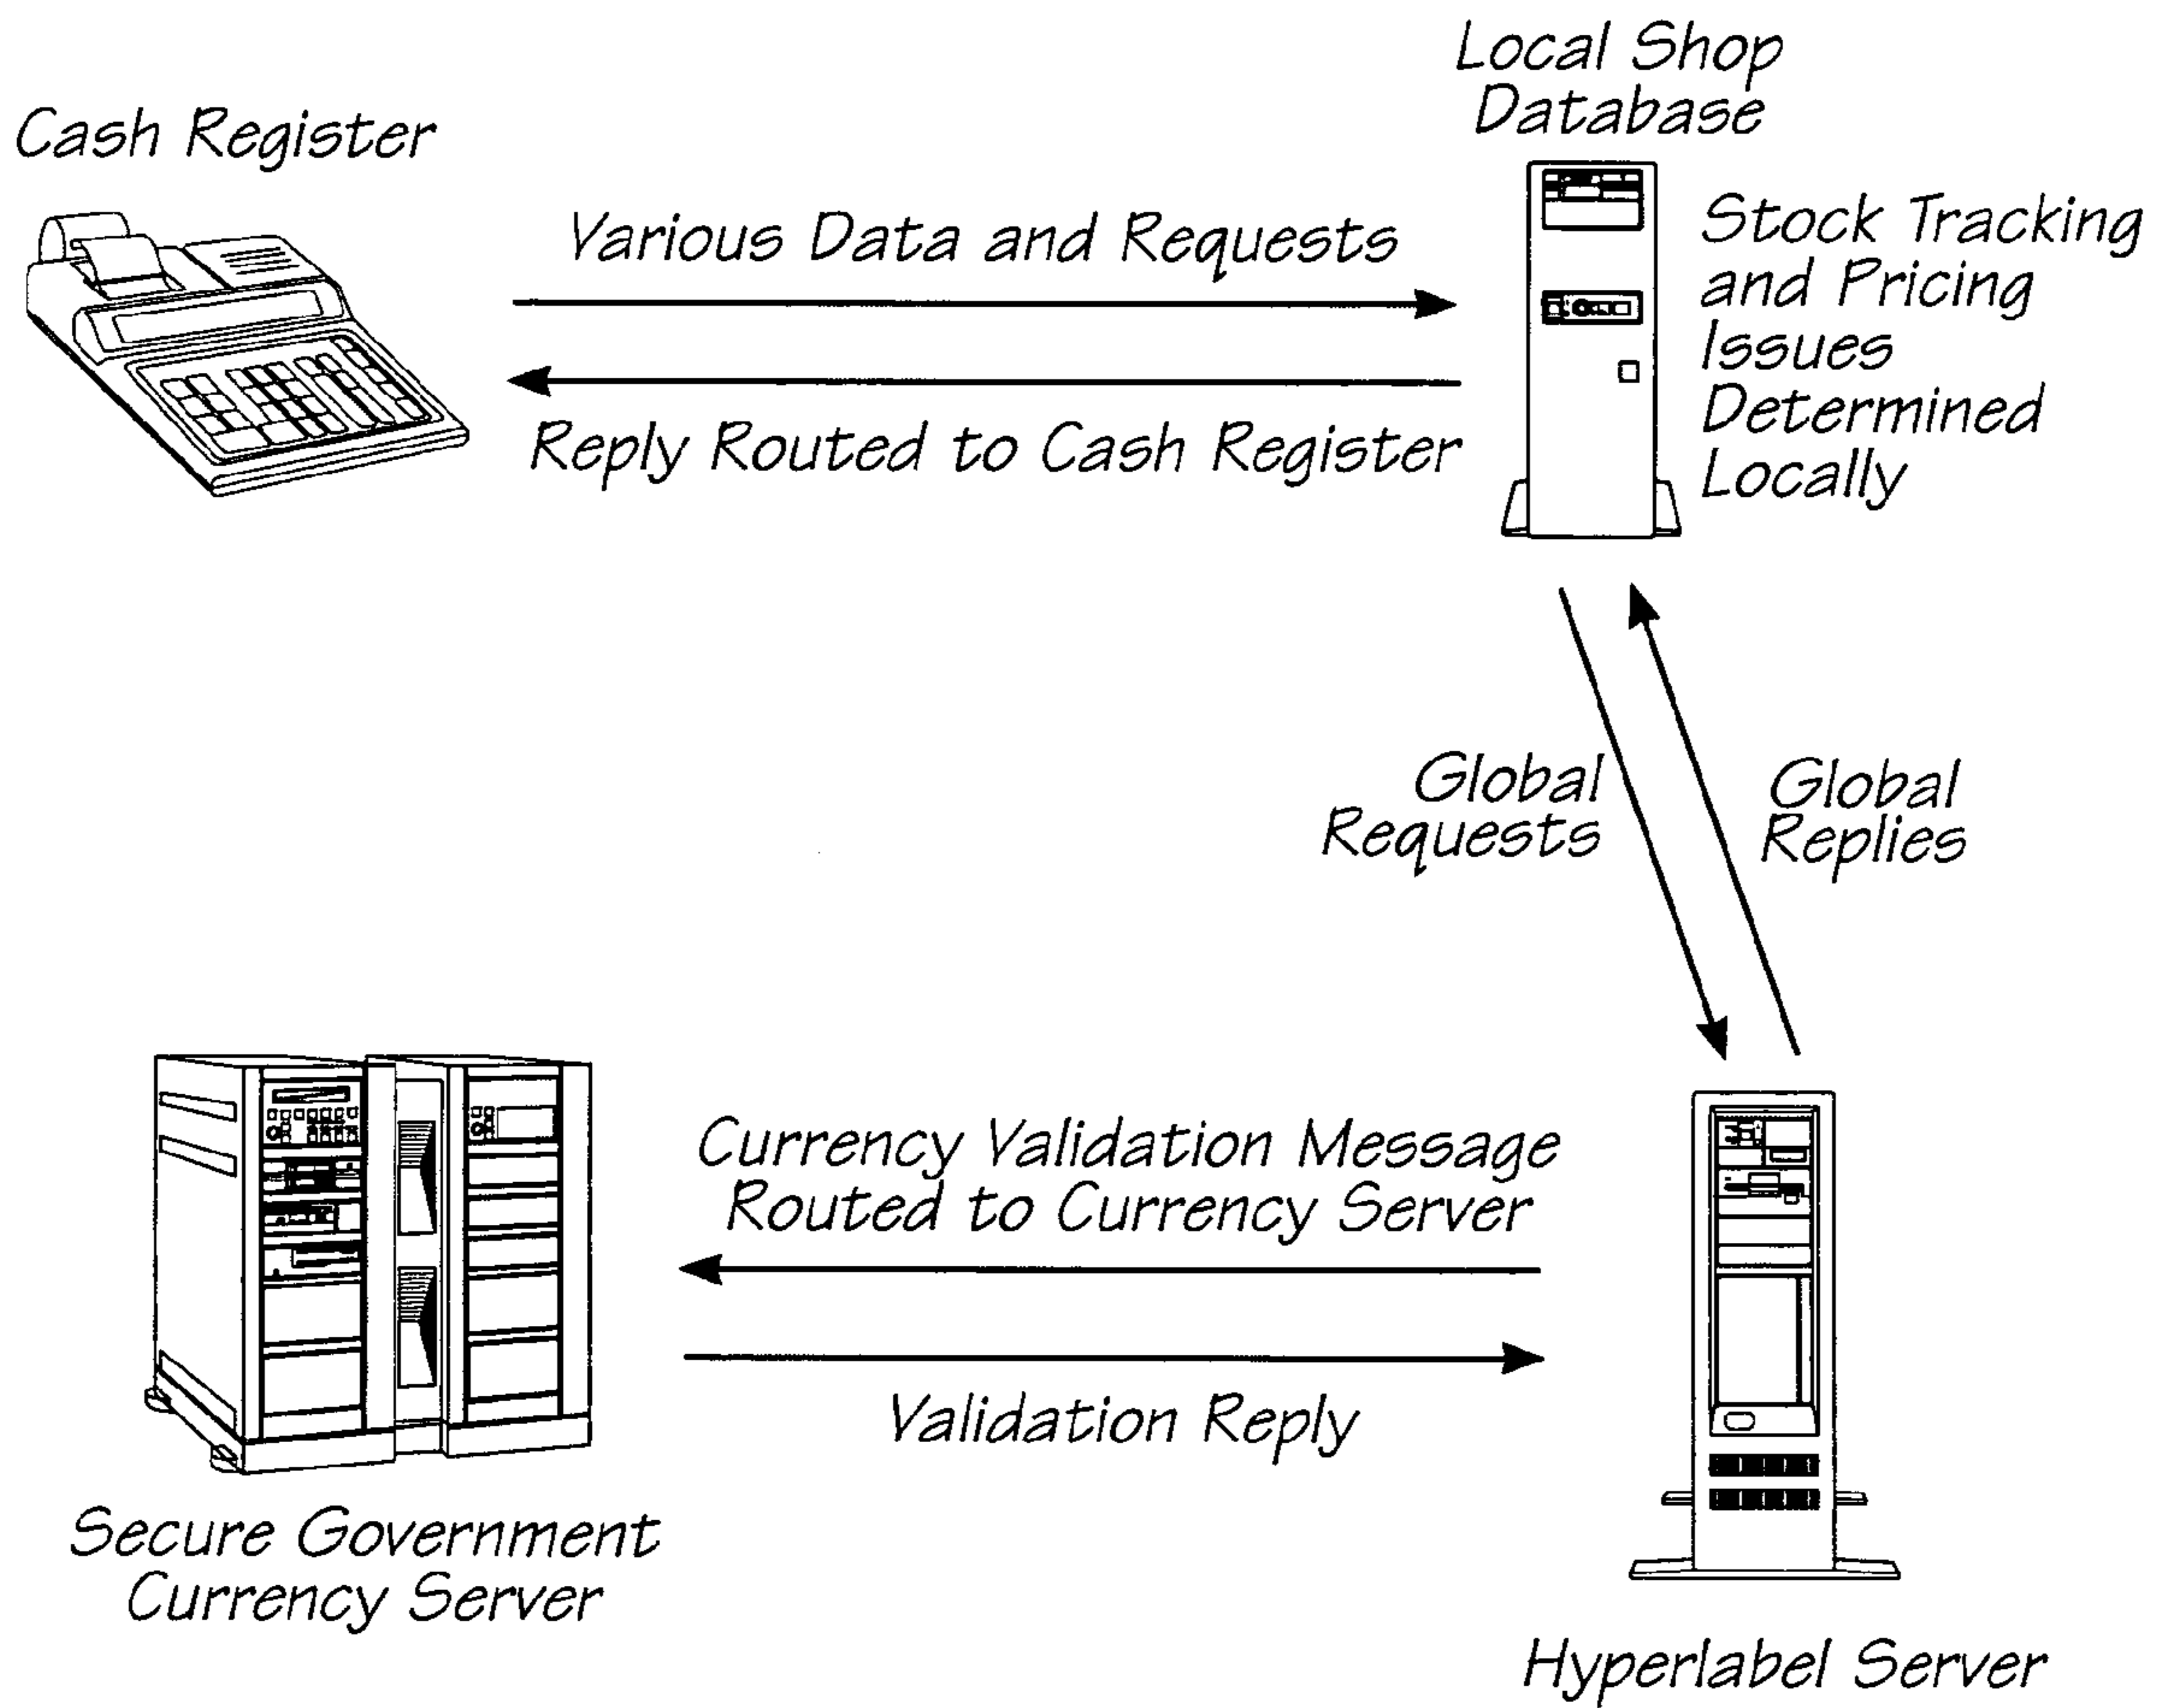 Cash Register
Local Shop
Database
Various Data and Requests
Reply Routed to Cash Register
Stock Tracking
and Pricing
Issues
Determined
Locally
Global
Requests
Global
Replies
Currency Validation Message
Routed to Currency Server
Validation Reply
Secure Government
Currency Server
Hyperlabel Server